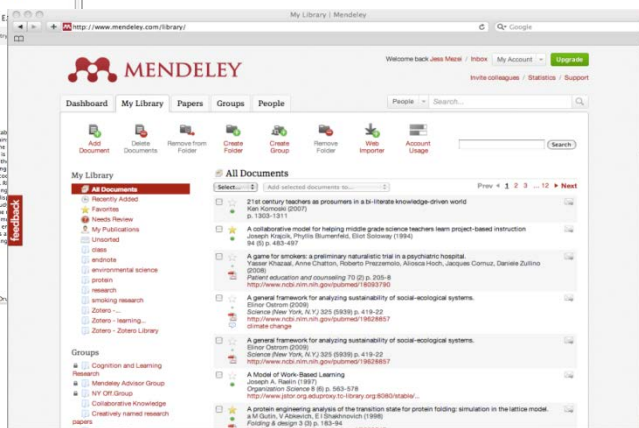 My Library | Mendeley
http://www.mendeley.com/library/
Google
MENDELEY
Welcome back Jess Mezei / Inbox My Account Upgrade
Invite colleagues / Statistics / Support
Dashboard My Library Papers Groups People
People Search...
Add Document
Delete Documents
Remove from Folder
Create Folder
Create Group
Remove Folder
Web Importer
Account Usage
Search
feedback
My Library
All Documents
Recently Added
Favorites
Needs Review
My Publications
Unsorted
class
endnote
environmental science
protein
research
smoking research
Zotero -...
Zotero - learning...
Zotero - Zotero Library
Groups
Cognition and Learning Research
Mendeley Advisor Group
NY Off.Group
Collaborative Knowledge
Creatively named research papers
All Documents
Select... Add selected documents to... Prev 1 2 3 ... 12 Next
21st century teachers as prosumers in a bi-literate knowledge-driven world
Ken Komoski (2007)
p. 1303-1311
A collaborative model for helping middle grade science teachers learn project-based instruction
Joseph Krajcik, Phyllis Blumenfeld, Elliot Soloway (1994)
94 (5) p. 483-497
A game for smokers: a preliminary naturalistic trial in a psychiatric hospital.
Yasser Khazaal, Anne Chatton, Roberto Prezzemolo, Aliosca Hoch, Jacques Cornuz, Daniele Zullino
(2008)
Patient education and counseling 70 (2) p. 205-8
http://www.ncbi.nlm.nih.gov/pubmed/18093790
A general framework for analyzing sustainability of social-ecological systems.
Elinor Ostrom (2009)
Science (New York, N.Y.) 325 (5939) p. 419-22
http://www.ncbi.nlm.nih.gov/pubmed/19628857
climate change
A general framework for analyzing sustainability of social-ecological systems.
Elinor Ostrom (2009)
Science (New York, N.Y.) 325 (5939) p. 419-22
http://www.ncbi.nlm.nih.gov/pubmed/19628857
A Model of Work-Based Learning
Joseph A. Raelin (1997)
Organization Science 8 (6) p. 563-578
http://www.jstor.org.eduproxy.tc-library.org:8080/stable/...
A protein engineering analysis of the transition state for protein folding: simulation in the lattice model.
a M Gutin, V Abkevich, E I Shakhnovich (1998)
Folding & design 3 (3) p. 183-94